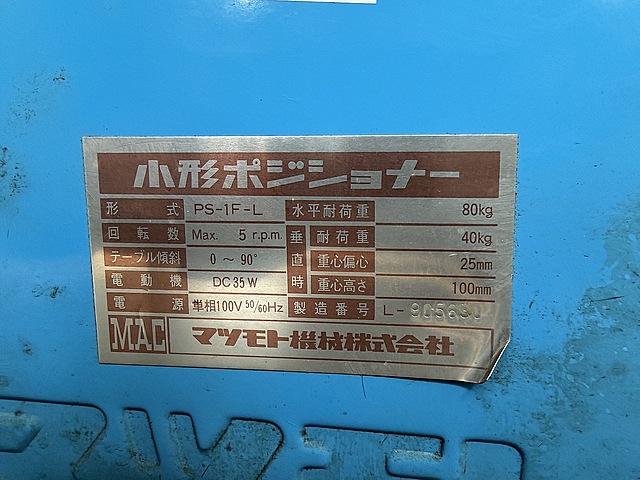 小形ポジショナー
形式 PS-1F-L 水平耐荷重 80kg
回転数 Max. 5 r.p.m. 垂直時 耐荷重 40kg
テーブル傾斜 0～90° 重心偏心 25mm
電動機 DC35W 重心高さ 100mm
電源 単相100V 50/60Hz 製造番号 L-
MAC マツモト機械株式会社